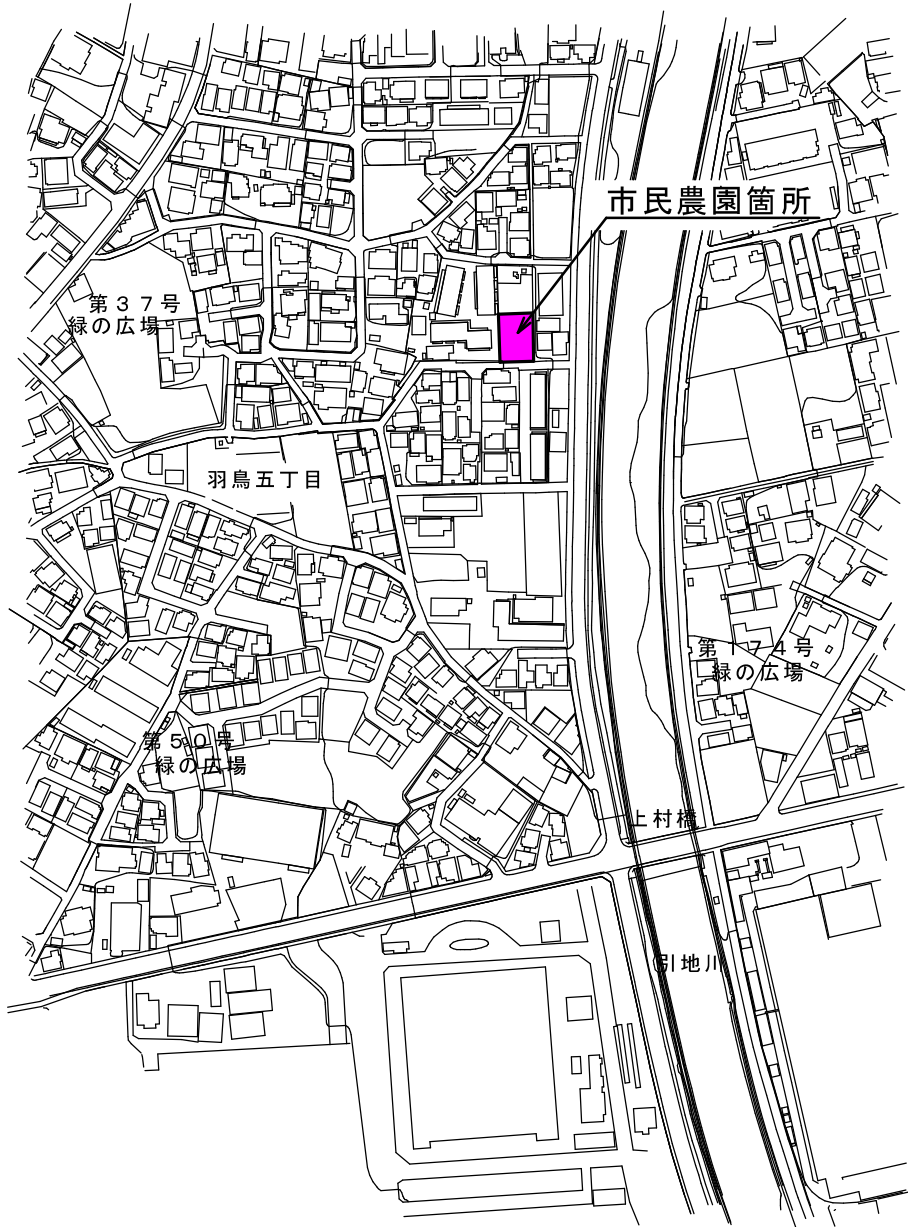 市民農園箇所
第３７号
緑の広場
羽鳥五丁目
第１７４号
緑の広場
第５０号
緑の広場
上村橋
引地川